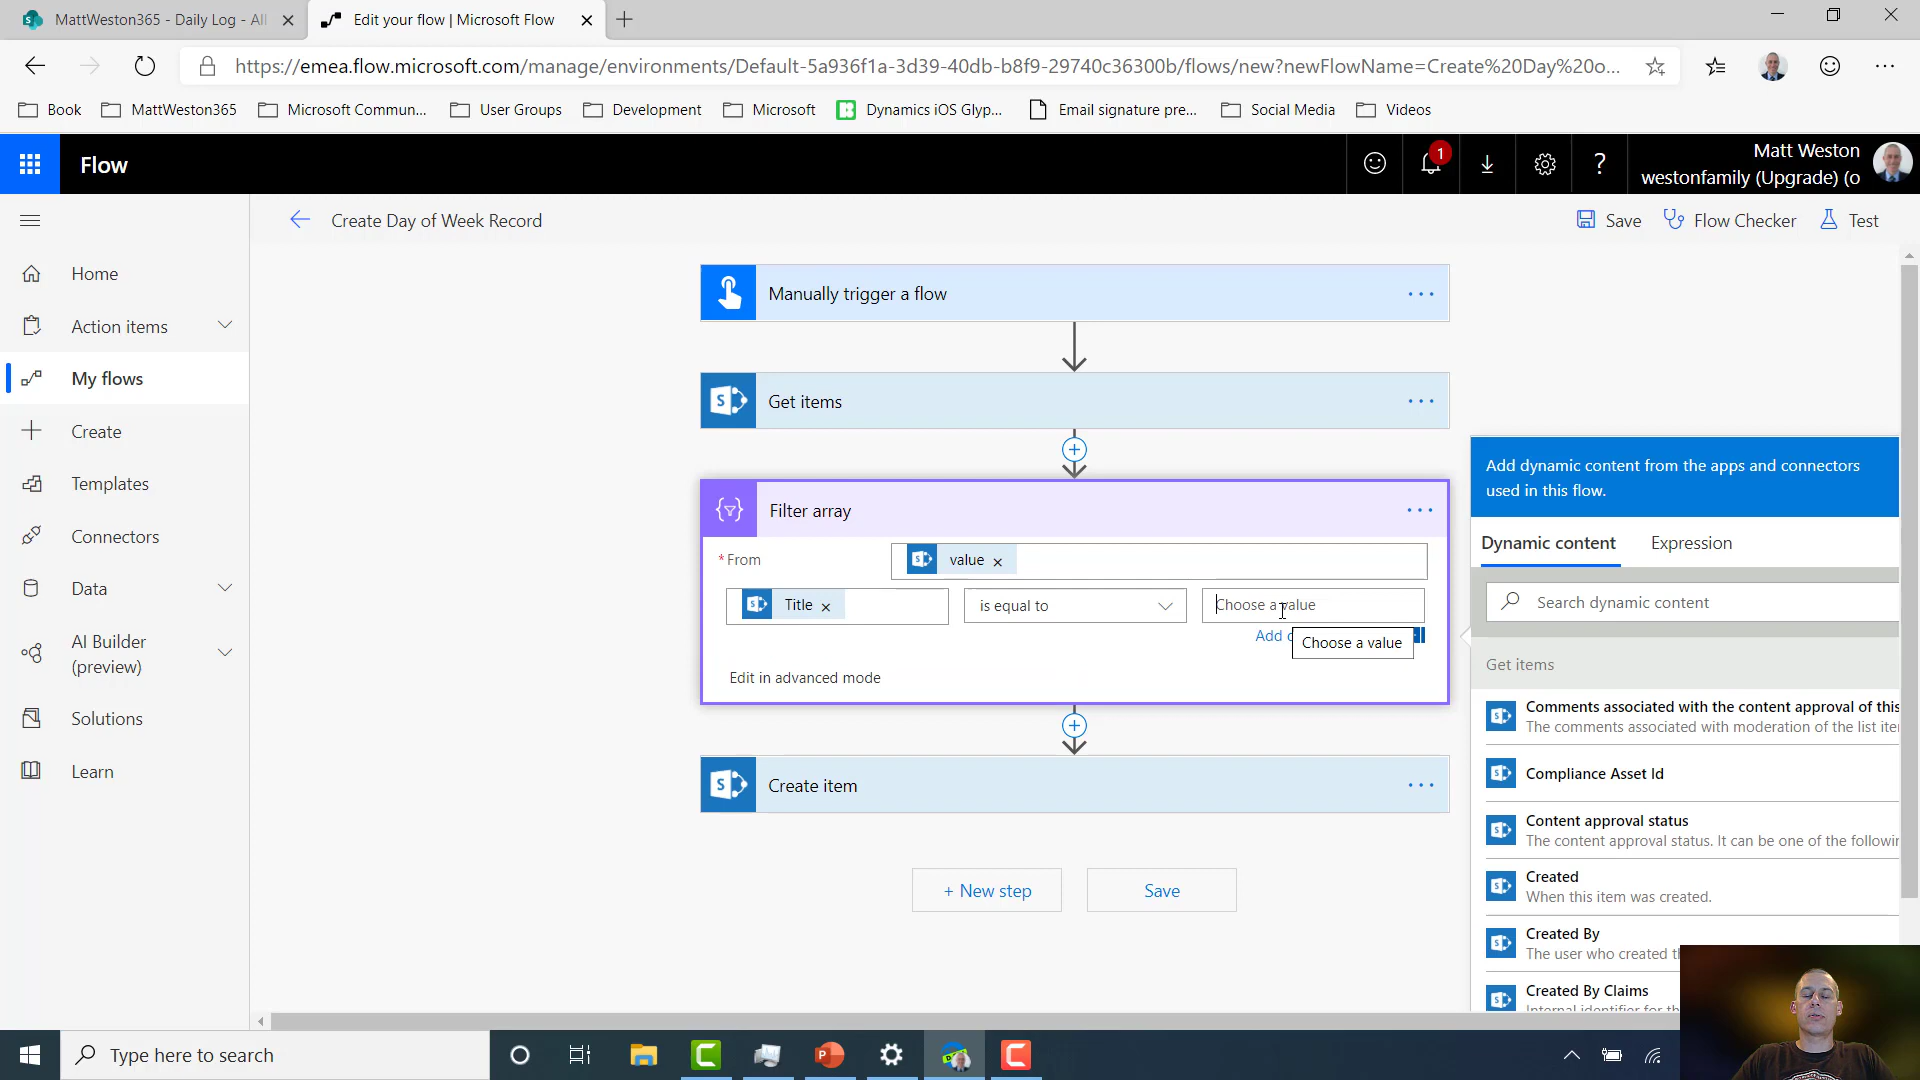 MattWeston365 - Daily Log - All
Edit your flow | Microsoft Flow
https://emea.flow.microsoft.com/manage/environments/Default-5a936f1a-3d39-40db-b8f9-29740c36300b/flows/new?newFlowName=Create%20Day%20o...
Book
MattWeston365
Microsoft Commun...
User Groups
Development
Microsoft
Dynamics iOS Glyp...
Email signature pre...
Social Media
Videos
Flow
1
?
Matt Weston
westonfamily (Upgrade) (o
Create Day of Week Record
Save
Flow Checker
Test
Home
Action items
My flows
Create
Templates
Connectors
Data
AI Builder
(preview)
Solutions
Learn
Manually trigger a flow
Get items
Filter array
* From
value
Title
is equal to
Choose a value
Add
Choose a value
Edit in advanced mode
Create item
+ New step
Save
Add dynamic content from the apps and connectors
used in this flow.
Dynamic content
Expression
Search dynamic content
Get items
Comments associated with the content approval of this
The comments associated with moderation of the list ite
Compliance Asset Id
Content approval status
The content approval status. It can be one of the followin
Created
When this item was created.
Created By
The user who created
Created By Claims
Internal identifier for
Type here to search